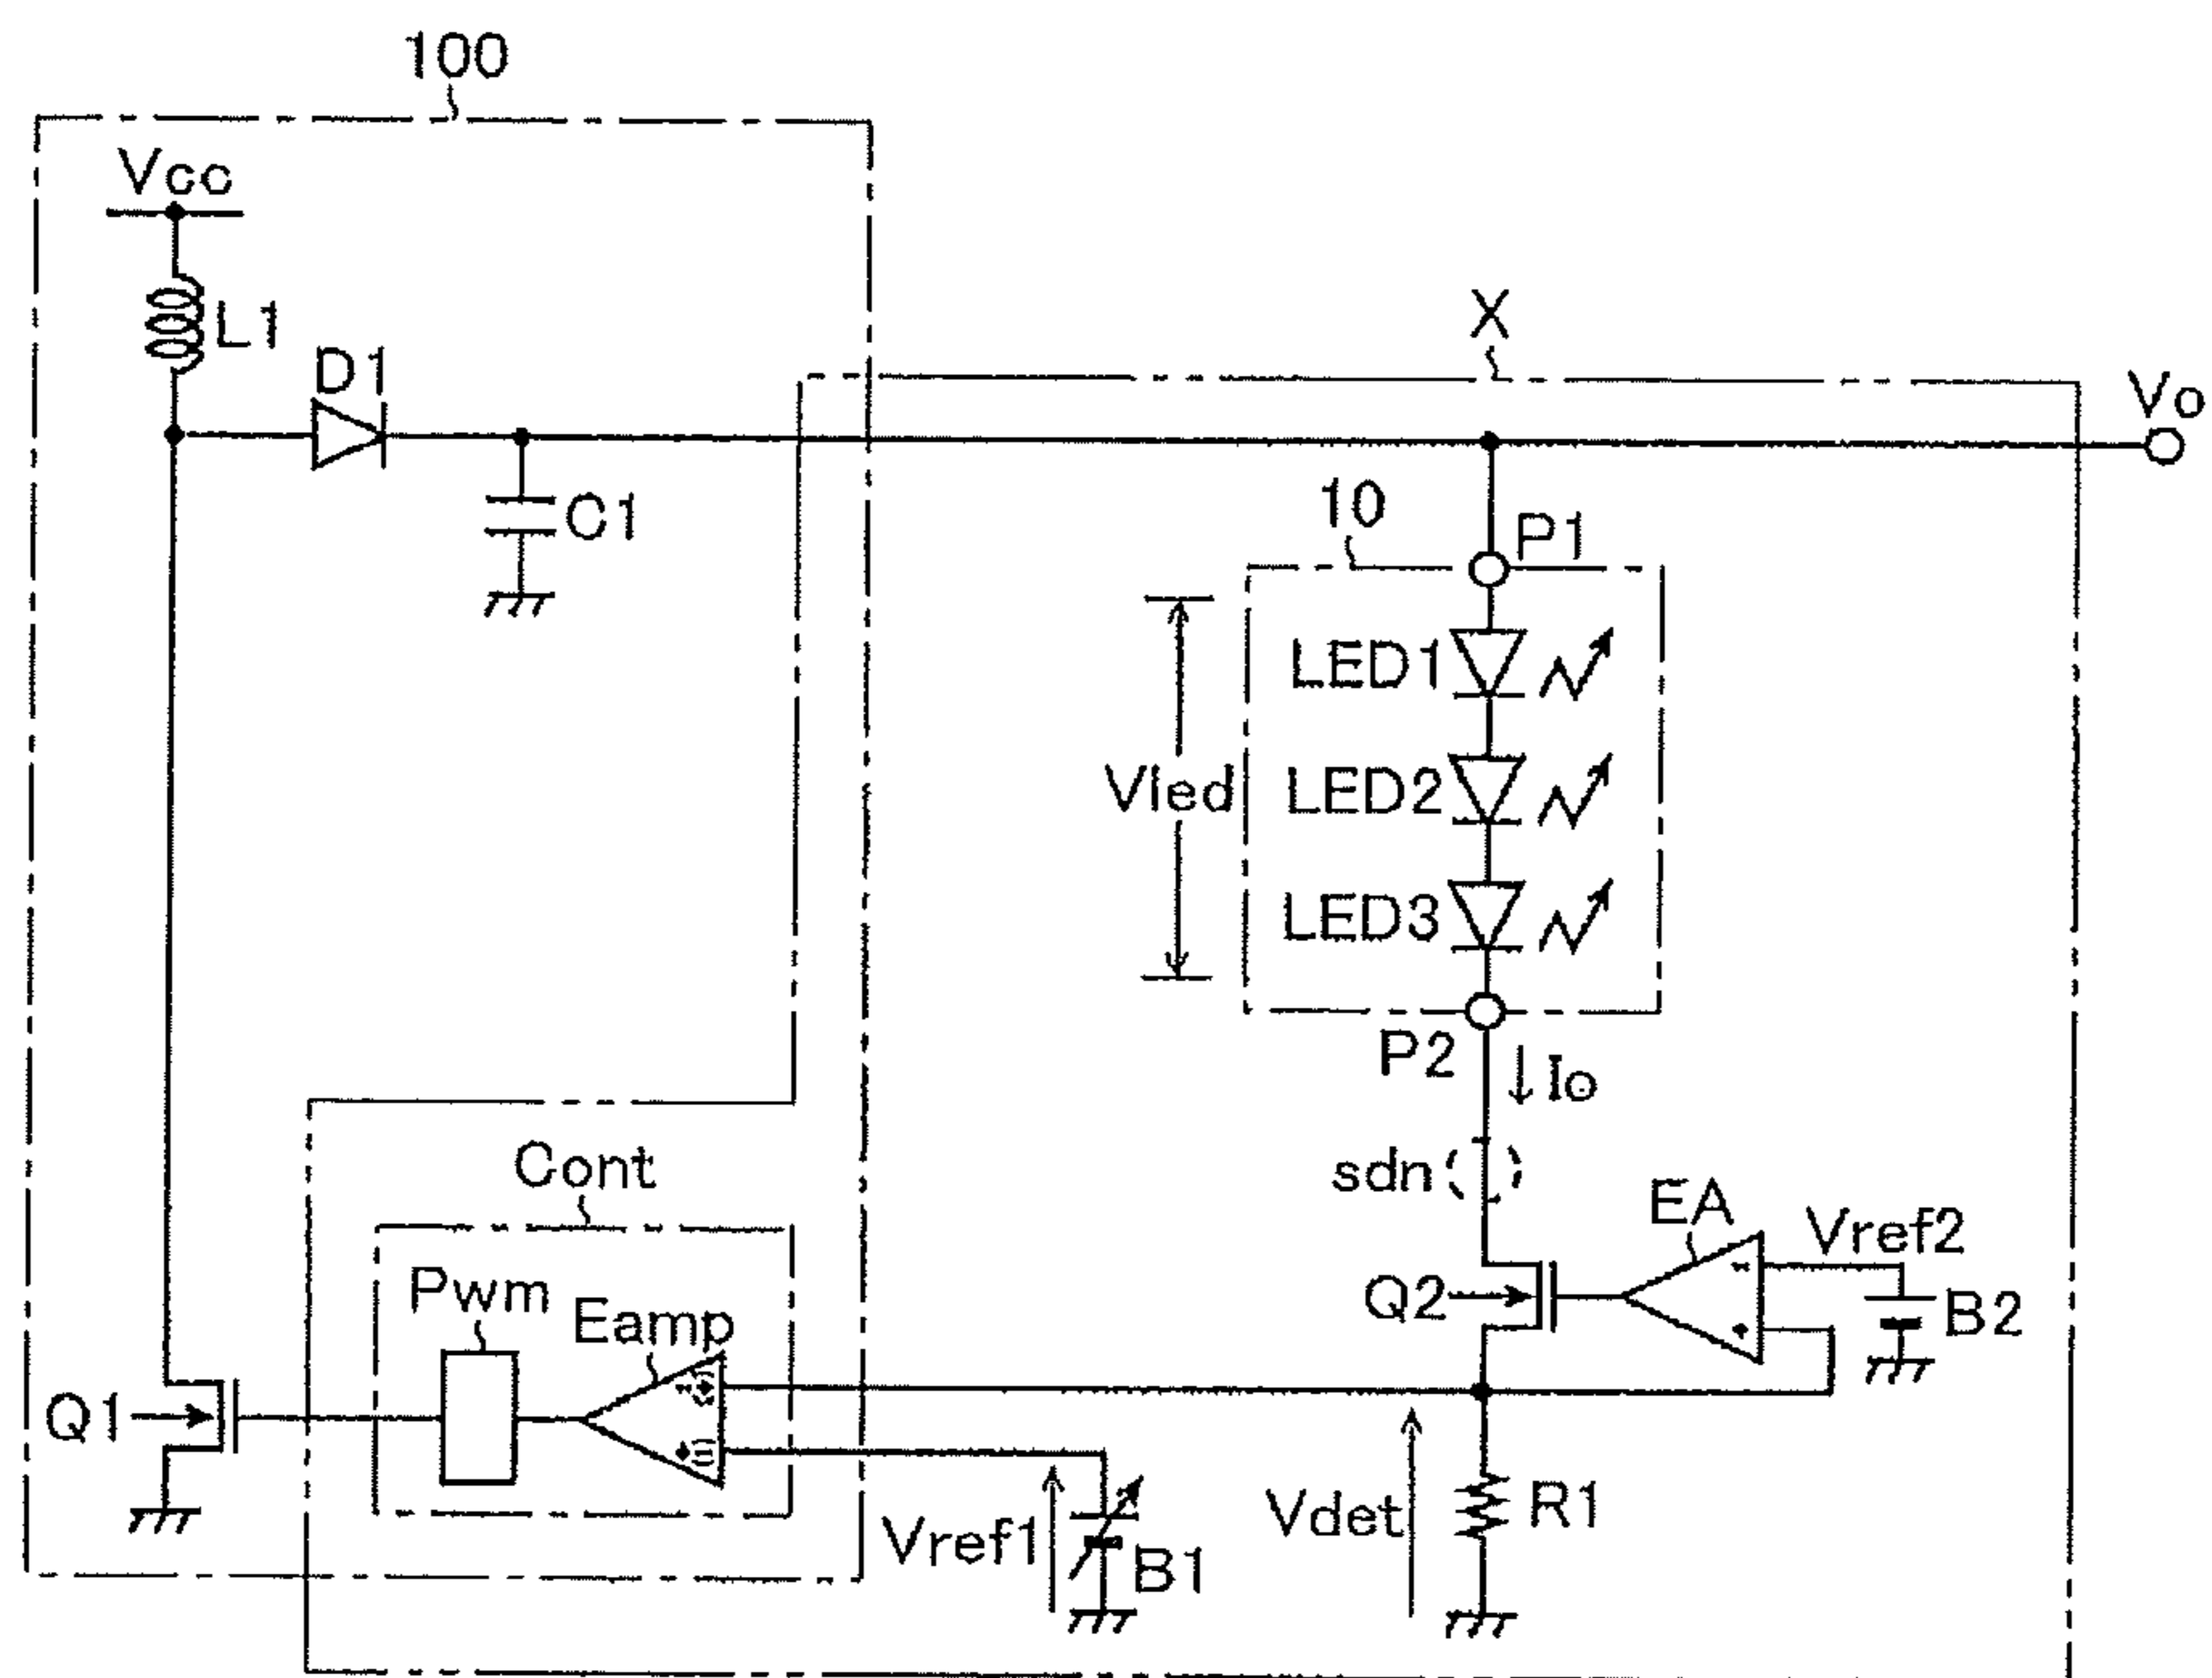 100
Vcc
L1
D1
C1
X
Vo
10
P1
LED1
Vled
LED2
LED3
P2
Io
sdn
Cont
EA
Vref2
Pwm
Eamp
Q2
B2
Q1
Vref1
B1
Vdet
R1